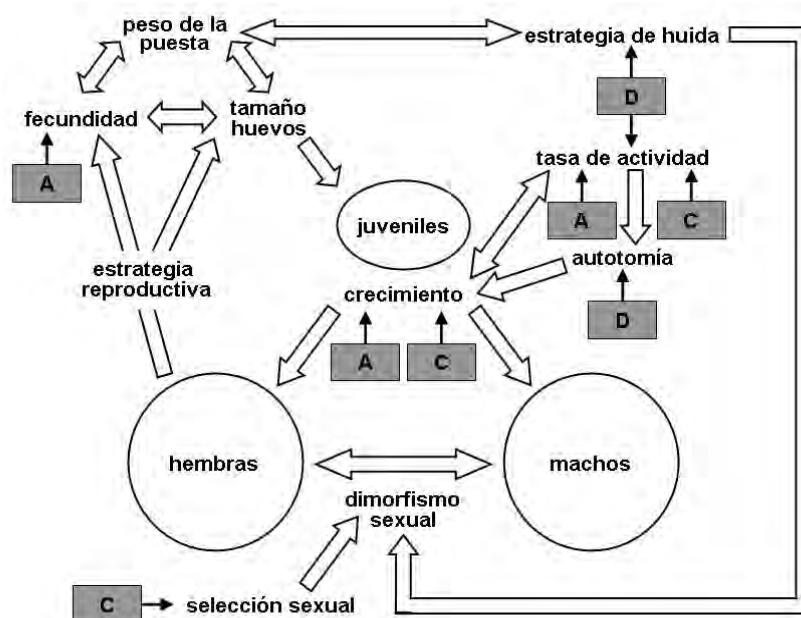 peso de la
puesta
estrategia de huida
D
fecundidad
tamaño
huevos
tasa de actividad
A
A
C
juveniles
autotomía
estrategia
reproductiva
crecimiento
D
A
C
hembras
machos
dimorfismo
sexual
C
selección sexual